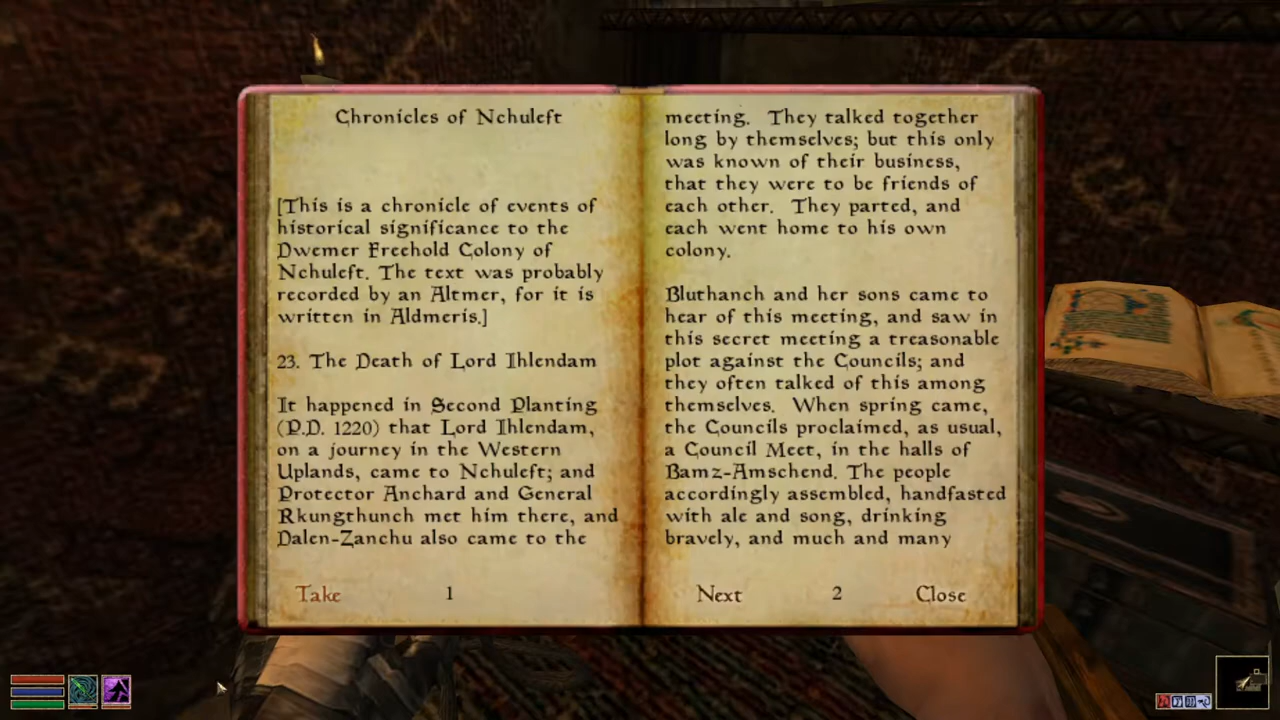 Chronicles of Nchuleft
[This is a chronicle of events of
historical significance to the
Dwemer Freehold Colony of
Nchuleft. The text was probably
recorded by an Altmer, for it is
written in Aldmeris.]
23. The Death of Lord Ihlendam
It happened in Second Planting
(P.D. 1220) that Lord Ihlendam,
on a journey in the Western
Uplands, came to Nchuleft; and
Protector Anchard and General
Rkungthunch met him there, and
Dalen-Zanchu also came to the
Take
1
meeting. They talked together
long by themselves; but this only
was known of their business,
that they were to be friends of
each other. They parted, and
each went home to his own
colony.
Bluthanch and her sons came to
hear of this meeting, and saw in
this secret meeting a treasonable
plot against the Councils; and
they often talked of this among
themselves. When spring came,
the Councils proclaimed, as usual,
a Council Meet, in the halls of
Bamz-Amschend. The people
accordingly assembled, handfasted
with ale and song, drinking
bravely, and much and many
Next
2
Close